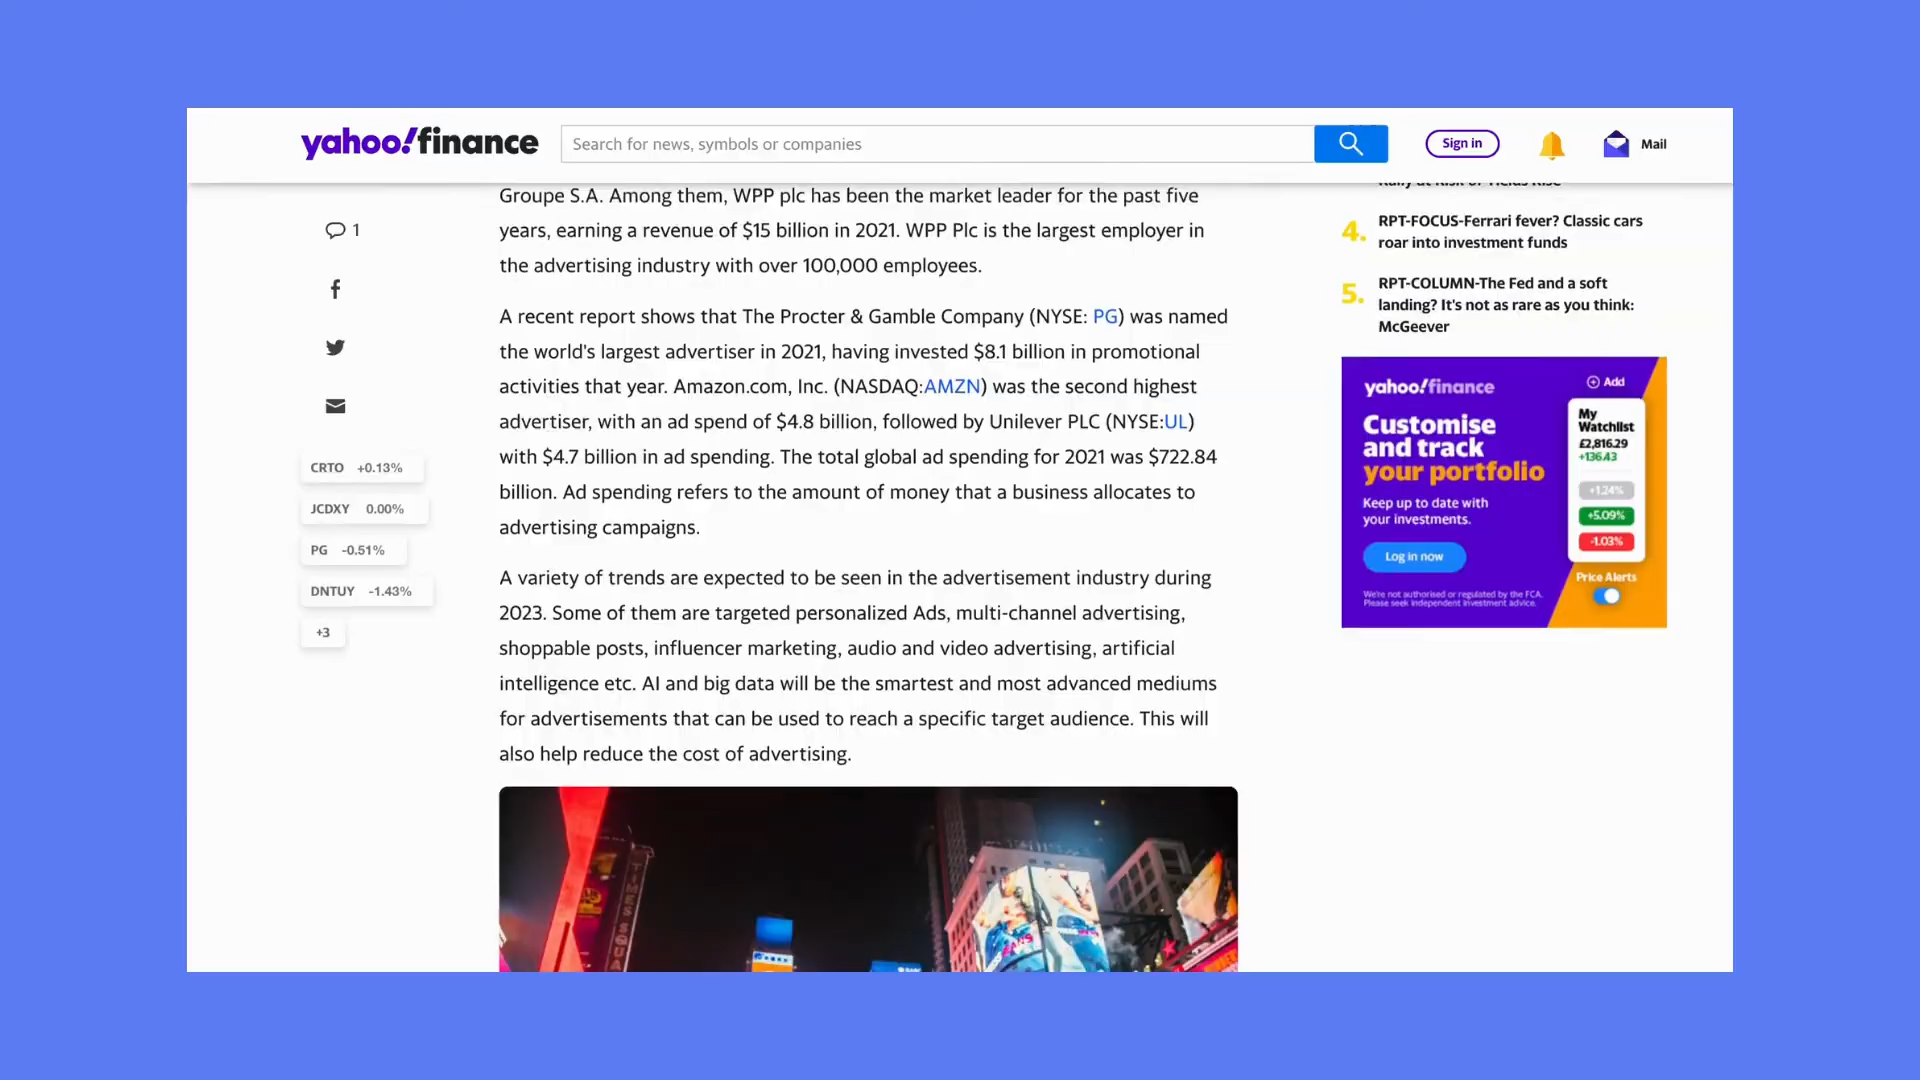 yahoo!finance
Search for news, symbols or companies
Sign in
Mail
1
CRTO +0.13%
JCDXY 0.00%
PG -0.51%
DNTUY -1.43%
+3
Groupe S.A. Among them, WPP plc has been the market leader for the past five
years, earning a revenue of $15 billion in 2021. WPP Plc is the largest employer in
the advertising industry with over 100,000 employees.
A recent report shows that The Procter & Gamble Company (NYSE: PG) was named
the world's largest advertiser in 2021, having invested $8.1 billion in promotional
activities that year. Amazon.com, Inc. (NASDAQ:AMZN) was the second highest
advertiser, with an ad spend of $4.8 billion, followed by Unilever PLC (NYSE:UL)
with $4.7 billion in ad spending. The total global ad spending for 2021 was $722.84
billion. Ad spending refers to the amount of money that a business allocates to
advertising campaigns.
A variety of trends are expected to be seen in the advertisement industry during
2023. Some of them are targeted personalized Ads, multi-channel advertising,
shoppable posts, influencer marketing, audio and video advertising, artificial
intelligence etc. AI and big data will be the smartest and most advanced mediums
for advertisements that can be used to reach a specific target audience. This will
also help reduce the cost of advertising.
TIMES SQUA
Rally at Risk or Yields Rise
4. RPT-FOCUS-Ferrari fever? Classic cars
roar into investment funds
5. RPT-COLUMN-The Fed and a soft
landing? It's not as rare as you think:
McGeever
yahoo!finance
Customise
and track
your portfolio
Keep up to date with
your investments.
Log in now
We're not authorised or regulated by the FCA.
Please seek independent investment advice.
Add
My
Watchlist
£2,816.29
+136.43
+1.24%
+5.09%
-1.03%
Price Alerts